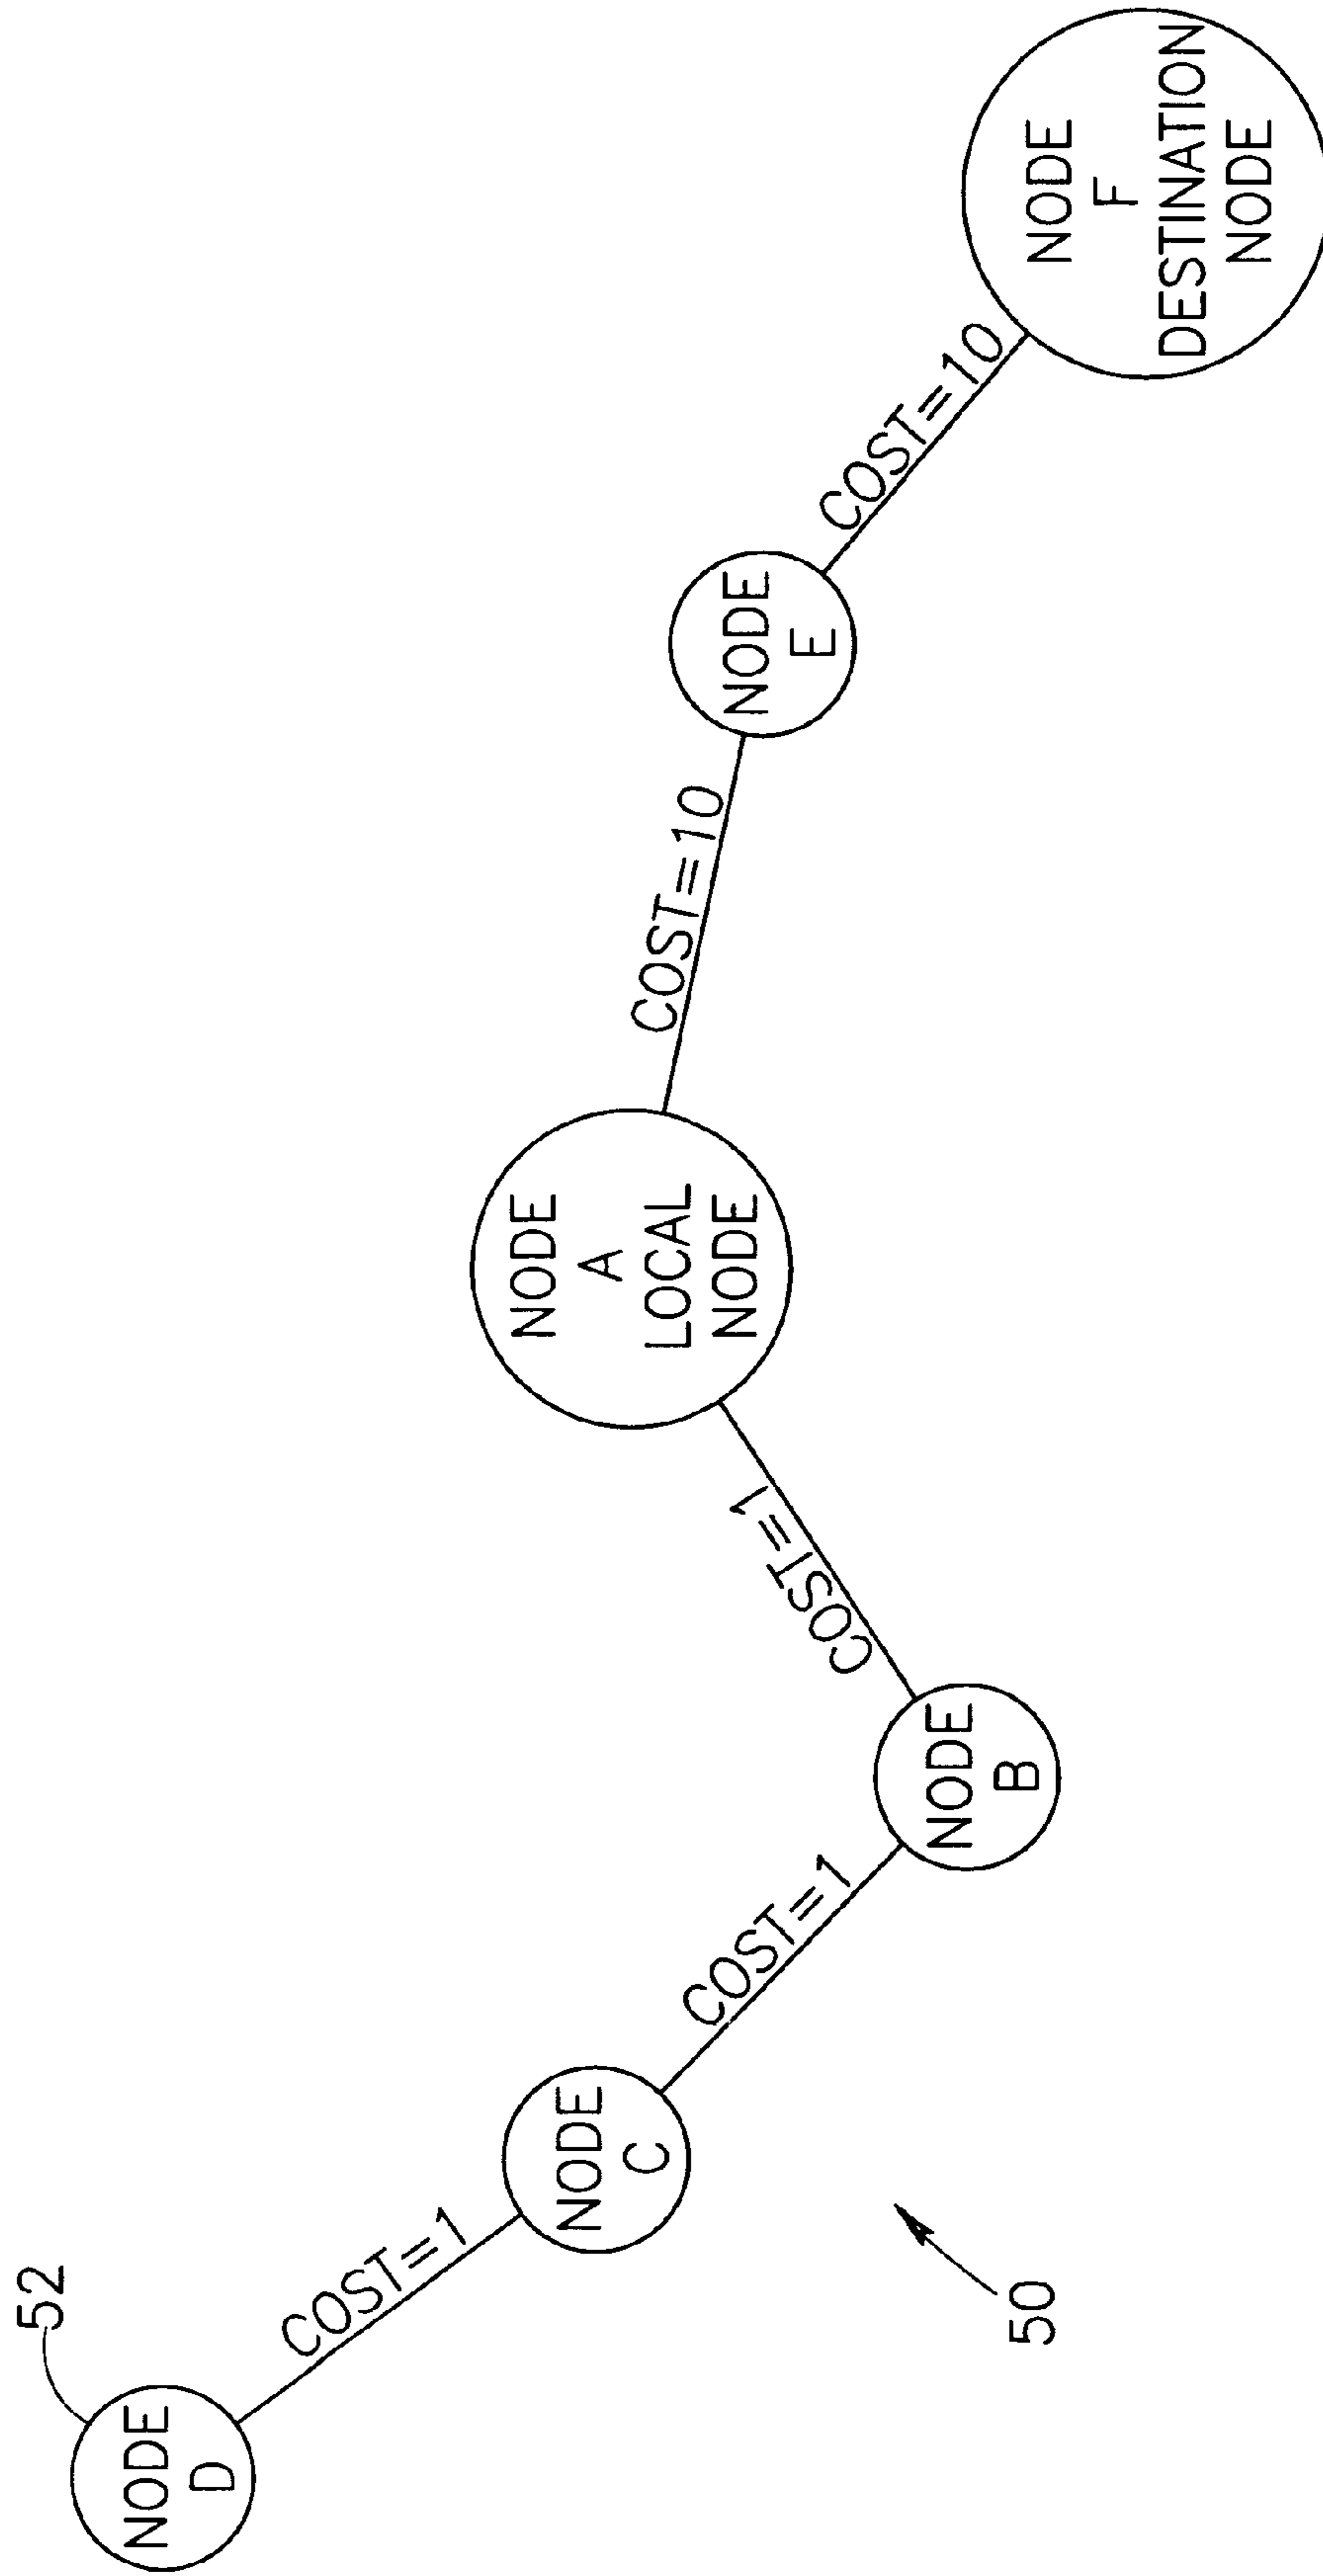 52
NODE
D
COST=1
NODE
C
COST=1
NODE
B
COST=1
NODE
A
LOCAL
NODE
COST=10
NODE
E
COST=10
NODE
F
DESTINATION
NODE
50